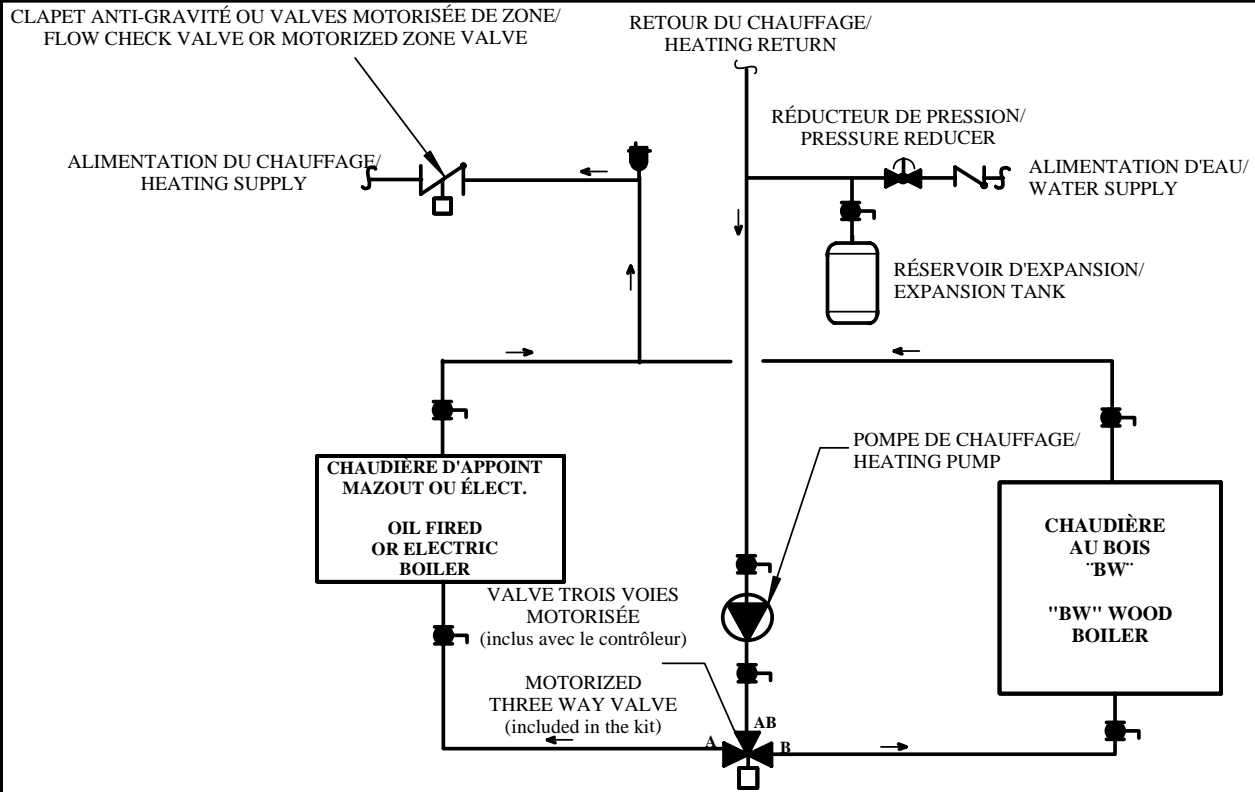 CLAPET ANTI-GRAVITÉ OU VALVES MOTORISÉE DE ZONE/
FLOW CHECK VALVE OR MOTORIZED ZONE VALVE
RETOUR DU CHAUFFAGE/
HEATING RETURN
RÉDUCTEUR DE PRESSION/
PRESSURE REDUCER
ALIMENTATION DU CHAUFFAGE/
HEATING SUPPLY
ALIMENTATION D'EAU/
WATER SUPPLY
RÉSERVOIR D'EXPANSION/
EXPANSION TANK
POMPE DE CHAUFFAGE/
HEATING PUMP
CHAUDIÈRE D'APPOINT
MAZOUT OU ÉLECT.
OIL FIRED
OR ELECTRIC
BOILER
CHAUDIÈRE
AU BOIS
¨BW¨
"BW" WOOD
BOILER
VALVE TROIS VOIES
MOTORISÉE
(inclus avec le contrôleur)
MOTORIZED
THREE WAY VALVE
(included in the kit)
AB
A
B